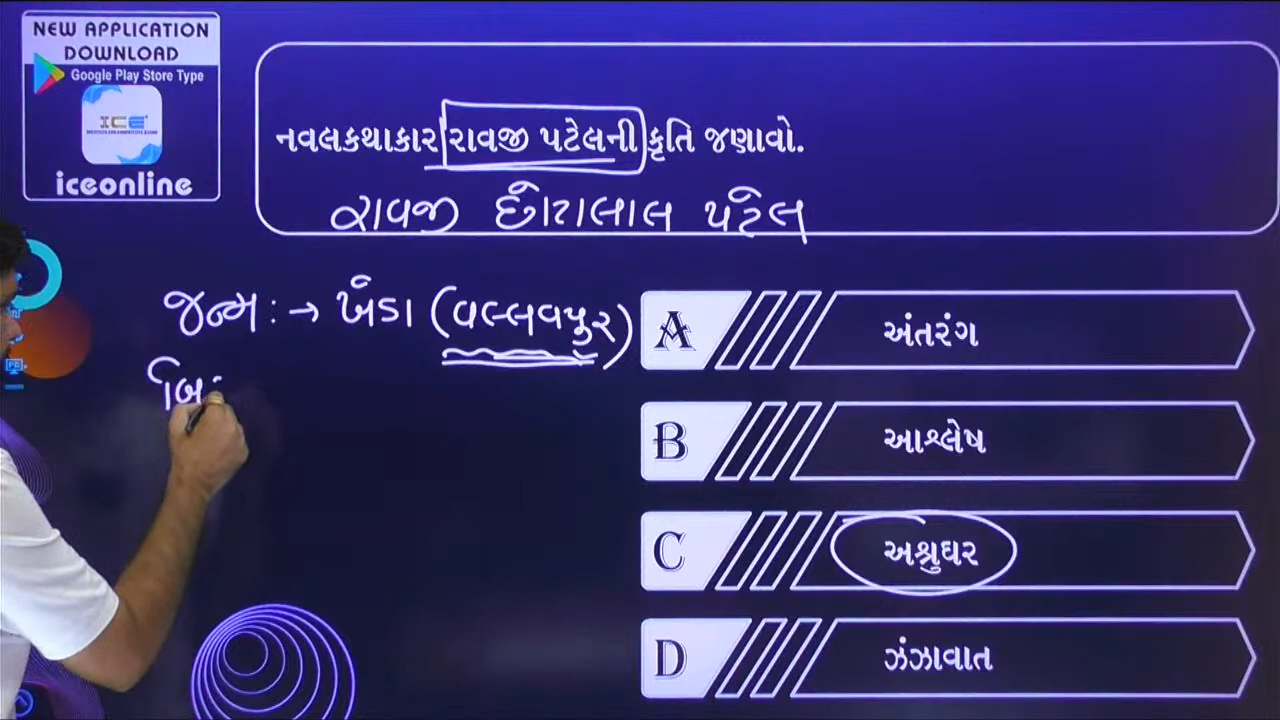 NEW APPLICATION
DOWNLOAD
Google Play Store Type
ICE
iceonline
નવલકથાકાર રાવજી પટેલની કૃતિ જણાવો.
રાવજી છોટાલાલ પટેલ
જન્મ :→ ખેડા (વલ્લવપુર)
A અંતરંગ
B આશ્લેષ
C અશ્રુઘર
D ઝંઝાવાત